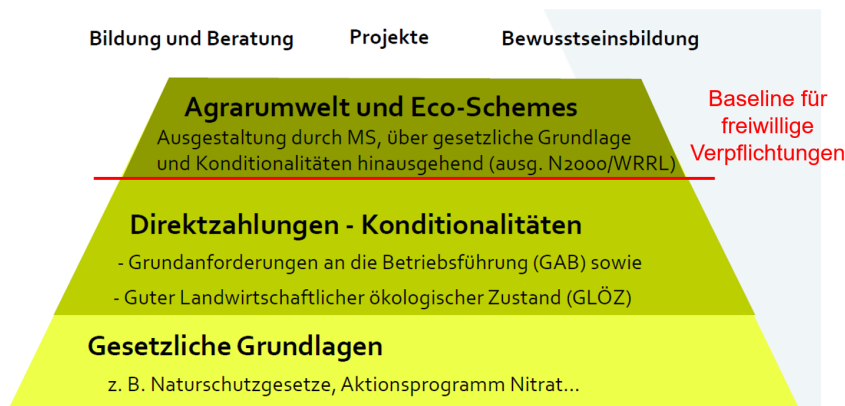 Bildung und Beratung Projekte Bewusstseinsbildung
Agrarumwelt und Eco-Schemes
Ausgestaltung durch MS, über gesetzliche Grundlage
und Konditionalitäten hinausgehend (ausg. N2000/WRRL)
Baseline für
freiwillige
Verpflichtungen
Direktzahlungen - Konditionalitäten
- Grundanforderungen an die Betriebsführung (GAB) sowie
- Guter Landwirtschaftlicher ökologischer Zustand (GLÖZ)
Gesetzliche Grundlagen
z. B. Naturschutzgesetze, Aktionsprogramm Nitrat...